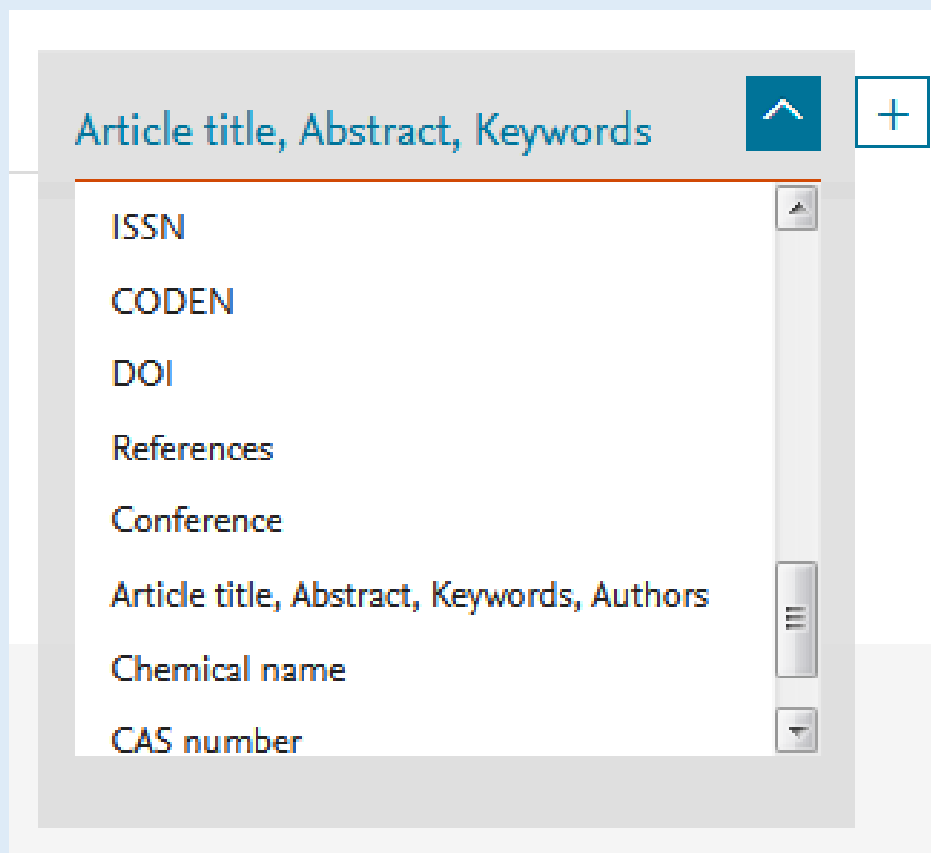 Article title, Abstract, Keywords
ISSN
CODEN
DOI
References
Conference
Article title, Abstract, Keywords, Authors
Chemical name
CAS number